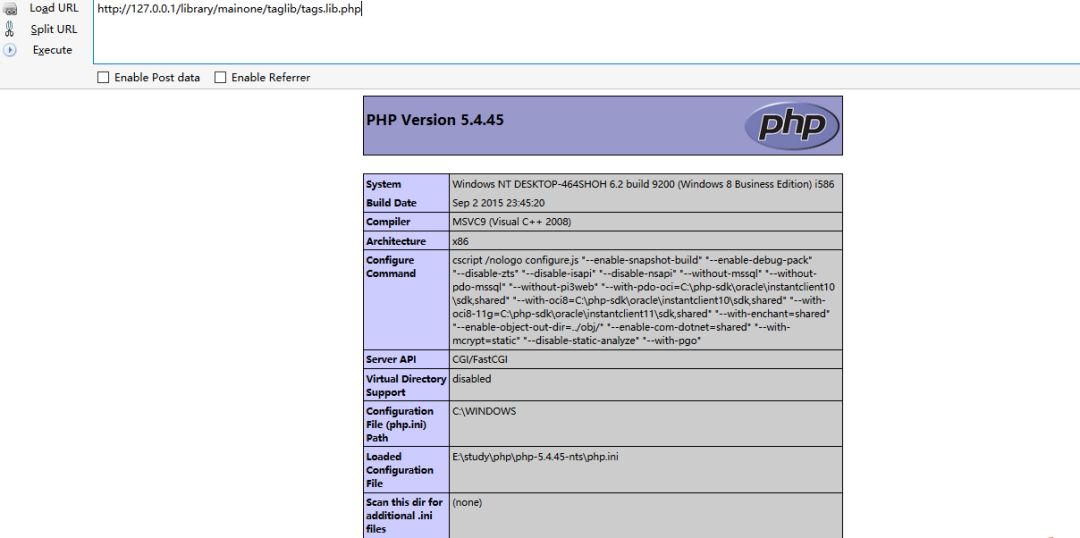 Load URL
http://127.0.0.1/library/mainone/taglib/tags.lib.php
Split URL
Execute
Enable Post data
Enable Referrer
PHP Version 5.4.45
php
System
Windows NT DESKTOP-464SHOH 6.2 build 9200 (Windows 8 Business Edition) i586
Build Date
Sep 2 2015 23:45:20
Compiler
MSVC9 (Visual C++ 2008)
Architecture
x86
Configure
Command
cscript /nologo configure.js "--enable-snapshot-build" "--enable-debug-pack"
"--disable-zts" "--disable-isapi" "--disable-nsapi" "--without-mssql" "--without-
pdo-mssql" "--without-pi3web" "--with-pdo-oci=C:\php-sdk\oracle\instantclient10
\sdk,shared" "--with-oci8=C:\php-sdk\oracle\instantclient10\sdk,shared" "--with-
oci8-11g=C:\php-sdk\oracle\instantclient11\sdk,shared" "--with-enchant=shared"
"--enable-object-out-dir=../obj/" "--enable-com-dotnet=shared" "--with-
mcrypt=static" "--disable-static-analyze" "--with-pgo"
Server API
CGI/FastCGI
Virtual Directory
Support
disabled
Configuration
File (php.ini)
Path
C:\WINDOWS
Loaded
Configuration
File
E:\study\php\php-5.4.45-nts\php.ini
Scan this dir for
additional .ini
files
(none)